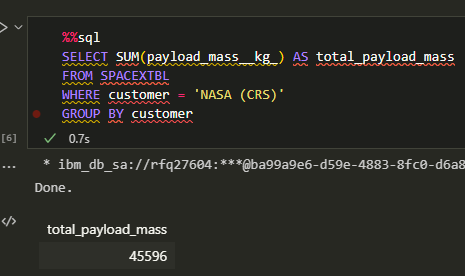 %%sql
SELECT SUM(payload_mass__kg_) AS total_payload_mass
FROM SPACEXTBL
WHERE customer = 'NASA (CRS)'
GROUP BY customer
[6]
0.7s
* ibm_db_sa://rfq27604:***@ba99a9e6-d59e-4883-8fc0-d6a8
Done.
total_payload_mass
45596